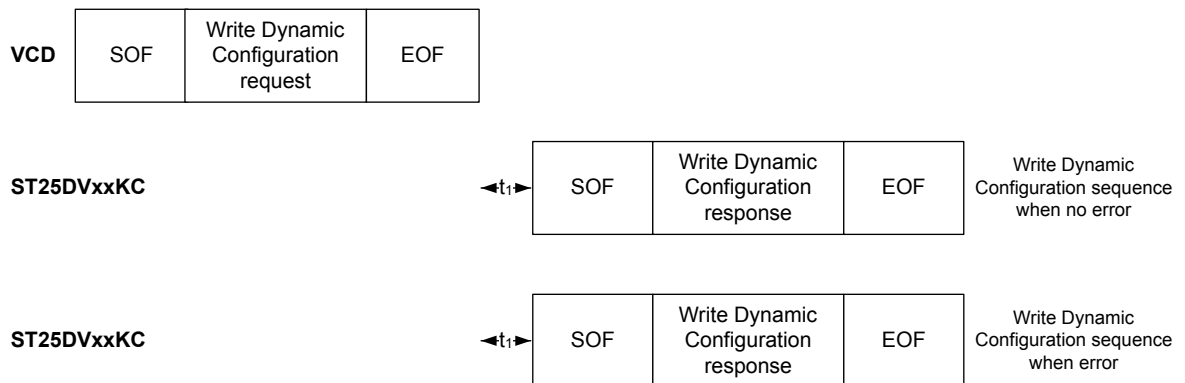 VCD
SOF
Write Dynamic
Configuration
request
EOF
ST25DVxxKC
t1
SOF
Write Dynamic
Configuration
response
EOF
Write Dynamic
Configuration sequence
when no error
ST25DVxxKC
t1
SOF
Write Dynamic
Configuration
response
EOF
Write Dynamic
Configuration sequence
when error